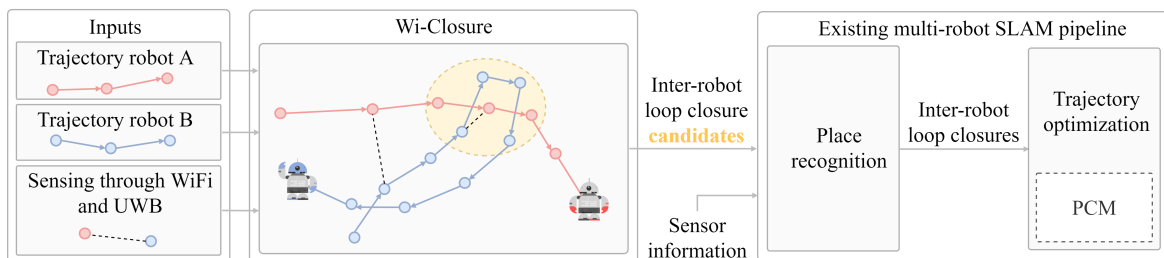 Inputs
Trajectory robot A
Trajectory robot B
Sensing through WiFi
and UWB
Wi-Closure
Inter-robot
loop closure
candidates
Sensor
information
Existing multi-robot SLAM pipeline
Place
recognition
Inter-robot
loop closures
Trajectory
optimization
PCM